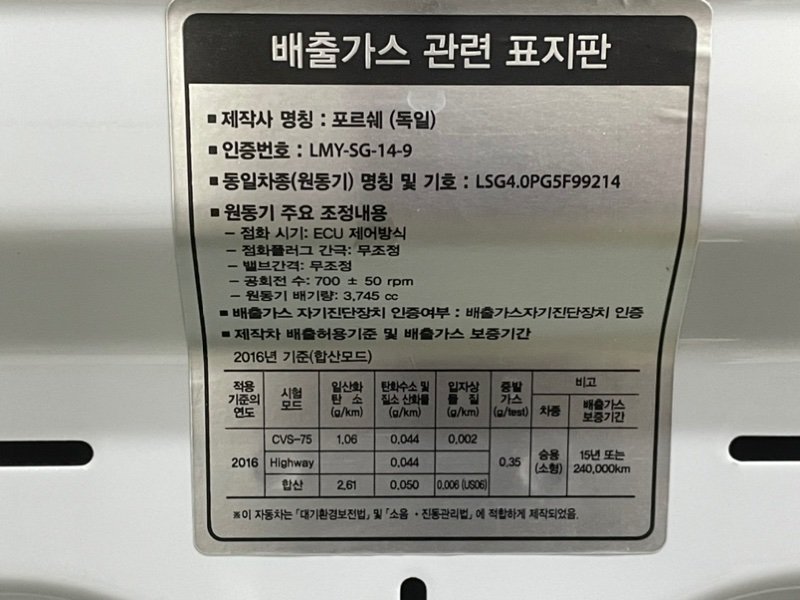 배출가스 관련 표지판
■ 제작사 명칭 : 포르쉐 (독일)
■ 인증번호 : LMY-SG-14-9
■ 동일차종(원동기) 명칭 및 기호 : LSG4.0PG5F99214
■ 원동기 주요 조정내용
– 점화 시기: ECU 제어방식
– 점화플러그 간극: 무조정
– 밸브간격: 무조정
– 공회전 수: 700 ± 50 rpm
– 원동기 배기량: 3,745 cc
■ 배출가스 자기진단장치 인증여부 : 배출가스자기진단장치 인증
■ 제작차 배출허용기준 및 배출가스 보증기간
2016년 기준(합산모드)
적용 기준의 연도 시험 모드 일산화 탄 소 (g/km) 탄화수소 및 질소 산화물 (g/km) 입자상 물 질 (g/km) 증발 가스 (g/test) 비고
차종 배출가스 보증기간
2016 CVS-75 1.06 0.044 0.002 0.35 승용 (소형) 15년 또는 240,000km
Highway 0.044
합산 2.61 0.050 0.006 (US06)
※이 자동차는 「대기환경보전법」 및 「소음 · 진동관리법」 에 적합하게 제작되었음.